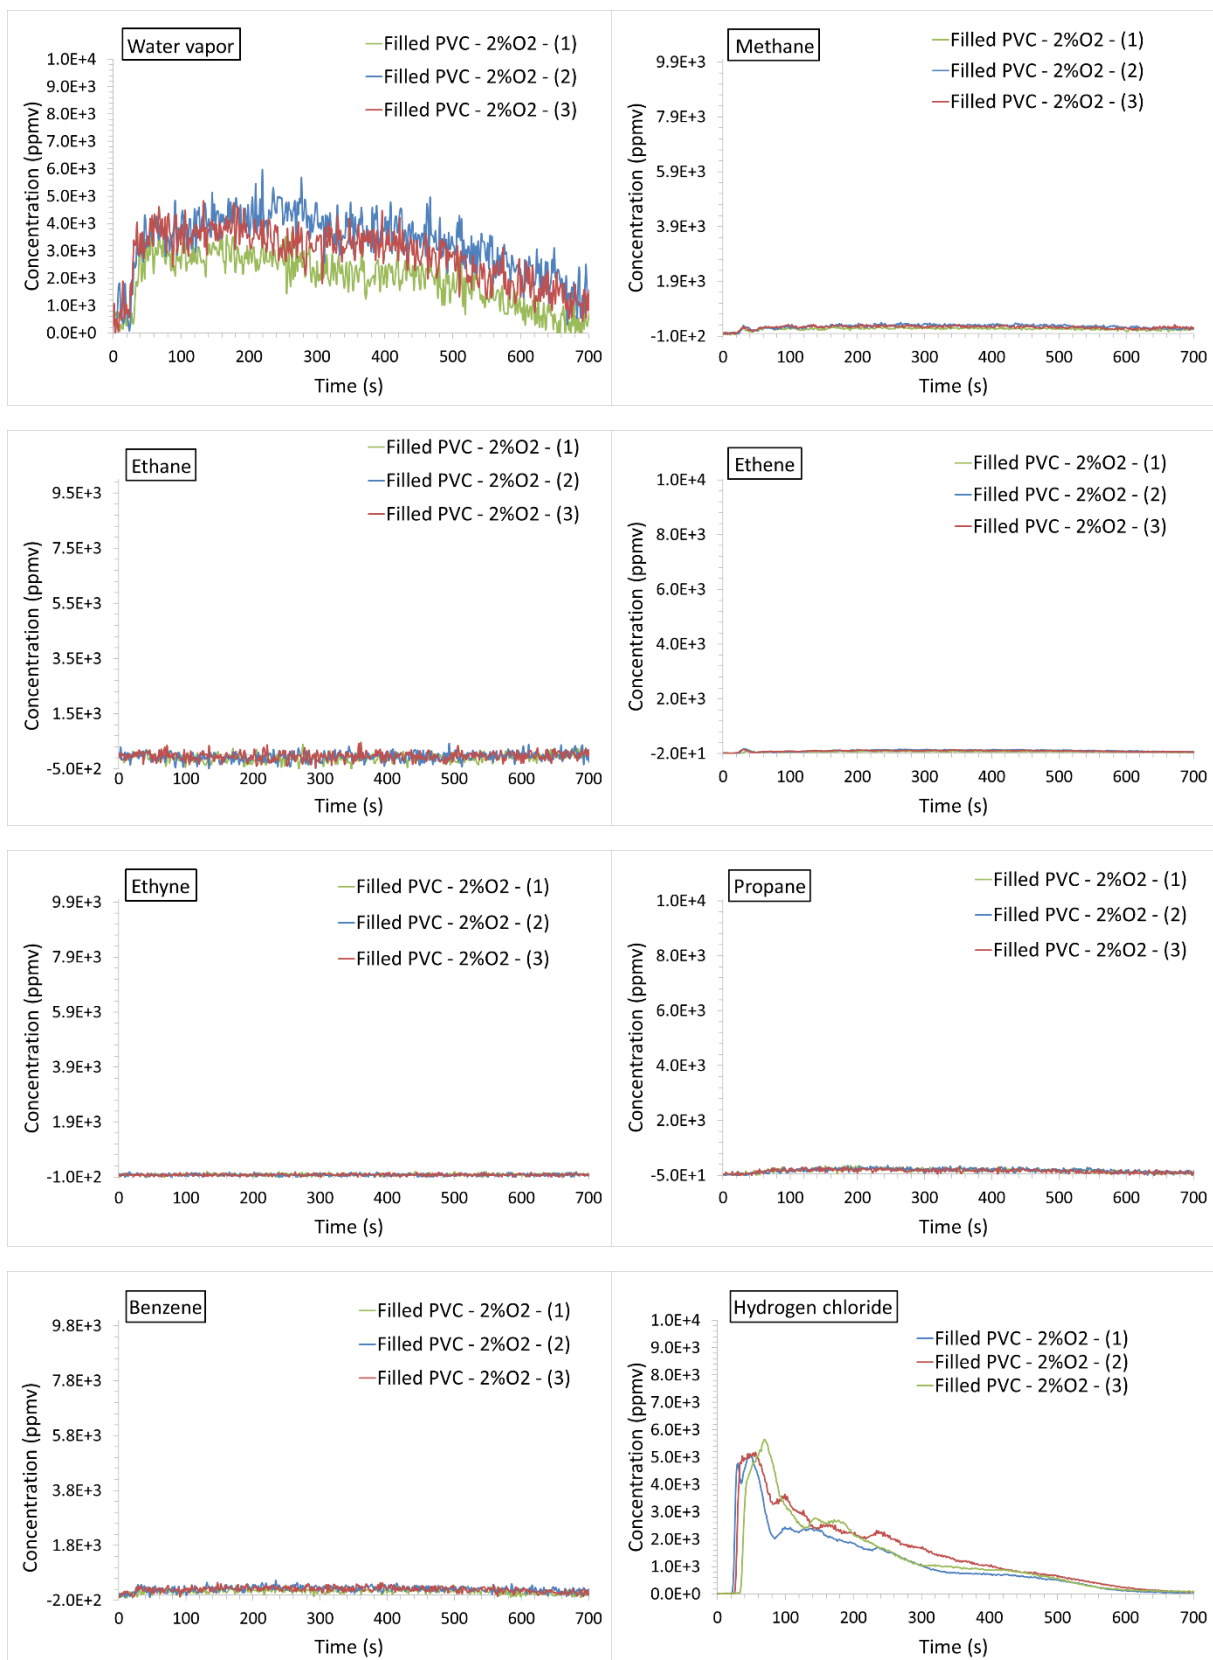 Water vapor
Filled PVC - 2%O2 - (1)
Filled PVC - 2%O2 - (2)
Filled PVC - 2%O2 - (3)
Concentration (ppmv)
1.0E+4
9.0E+3
8.0E+3
7.0E+3
6.0E+3
5.0E+3
4.0E+3
3.0E+3
2.0E+3
1.0E+3
0.0E+0
0 100 200 300 400 500 600 700
Time (s)
Methane
Filled PVC - 2%O2 - (1)
Filled PVC - 2%O2 - (2)
Filled PVC - 2%O2 - (3)
Concentration (ppmv)
9.9E+3
7.9E+3
5.9E+3
3.9E+3
1.9E+3
-1.0E+2
0 100 200 300 400 500 600 700
Time (s)
Ethane
Filled PVC - 2%O2 - (1)
Filled PVC - 2%O2 - (2)
Filled PVC - 2%O2 - (3)
Concentration (ppmv)
9.5E+3
7.5E+3
5.5E+3
3.5E+3
1.5E+3
-5.0E+2
0 100 200 300 400 500 600 700
Time (s)
Ethene
Filled PVC - 2%O2 - (1)
Filled PVC - 2%O2 - (2)
Filled PVC - 2%O2 - (3)
Concentration (ppmv)
1.0E+4
8.0E+3
6.0E+3
4.0E+3
2.0E+3
-2.0E+1
0 100 200 300 400 500 600 700
Time (s)
Ethyne
Filled PVC - 2%O2 - (1)
Filled PVC - 2%O2 - (2)
Filled PVC - 2%O2 - (3)
Concentration (ppmv)
9.9E+3
7.9E+3
5.9E+3
3.9E+3
1.9E+3
-1.0E+2
0 100 200 300 400 500 600 700
Time (s)
Propane
Filled PVC - 2%O2 - (1)
Filled PVC - 2%O2 - (2)
Filled PVC - 2%O2 - (3)
Concentration (ppmv)
1.0E+4
8.0E+3
6.0E+3
4.0E+3
2.0E+3
-5.0E+1
0 100 200 300 400 500 600 700
Time (s)
Benzene
Filled PVC - 2%O2 - (1)
Filled PVC - 2%O2 - (2)
Filled PVC - 2%O2 - (3)
Concentration (ppmv)
9.8E+3
7.8E+3
5.8E+3
3.8E+3
1.8E+3
-2.0E+2
0 100 200 300 400 500 600 700
Time (s)
Hydrogen chloride
Filled PVC - 2%O2 - (1)
Filled PVC - 2%O2 - (2)
Filled PVC - 2%O2 - (3)
Concentration (ppmv)
1.0E+4
9.0E+3
8.0E+3
7.0E+3
6.0E+3
5.0E+3
4.0E+3
3.0E+3
2.0E+3
1.0E+3
0.0E+0
0 100 200 300 400 500 600 700
Time (s)